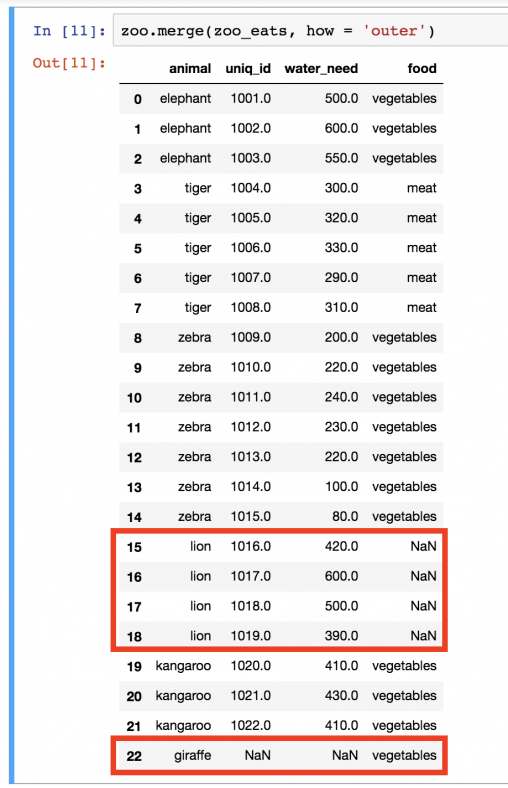 In [11]: zoo.merge(zoo_eats, how = 'outer')
Out[11]:
animal uniq_id water_need food
0 elephant 1001.0 500.0 vegetables
1 elephant 1002.0 600.0 vegetables
2 elephant 1003.0 550.0 vegetables
3 tiger 1004.0 300.0 meat
4 tiger 1005.0 320.0 meat
5 tiger 1006.0 330.0 meat
6 tiger 1007.0 290.0 meat
7 tiger 1008.0 310.0 meat
8 zebra 1009.0 200.0 vegetables
9 zebra 1010.0 220.0 vegetables
10 zebra 1011.0 240.0 vegetables
11 zebra 1012.0 230.0 vegetables
12 zebra 1013.0 220.0 vegetables
13 zebra 1014.0 100.0 vegetables
14 zebra 1015.0 80.0 vegetables
15 lion 1016.0 420.0 NaN
16 lion 1017.0 600.0 NaN
17 lion 1018.0 500.0 NaN
18 lion 1019.0 390.0 NaN
19 kangaroo 1020.0 410.0 vegetables
20 kangaroo 1021.0 430.0 vegetables
21 kangaroo 1022.0 410.0 vegetables
22 giraffe NaN NaN vegetables